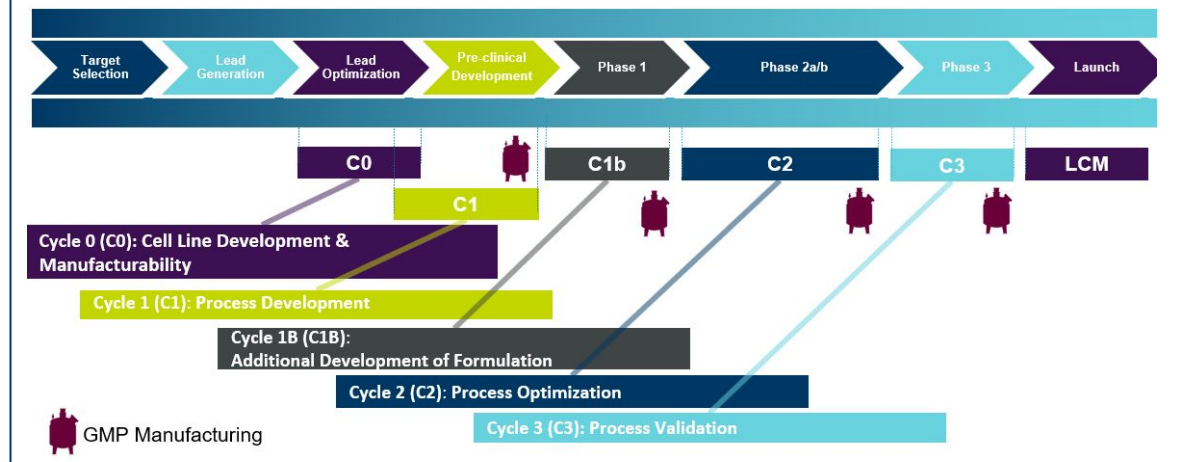 Target
Selection
Lead
Generation
Lead
Optimization
Pre-clinical
Development
Phase 1
Phase 2a/b
Phase 3
Launch
C0
C1b
C2
C3
LCM
C1
Cycle 0 (C0): Cell Line Development &
Manufacturability
Cycle 1 (C1): Process Development
Cycle 1B (C1B):
Additional Development of Formulation
Cycle 2 (C2): Process Optimization
Cycle 3 (C3): Process Validation
GMP Manufacturing